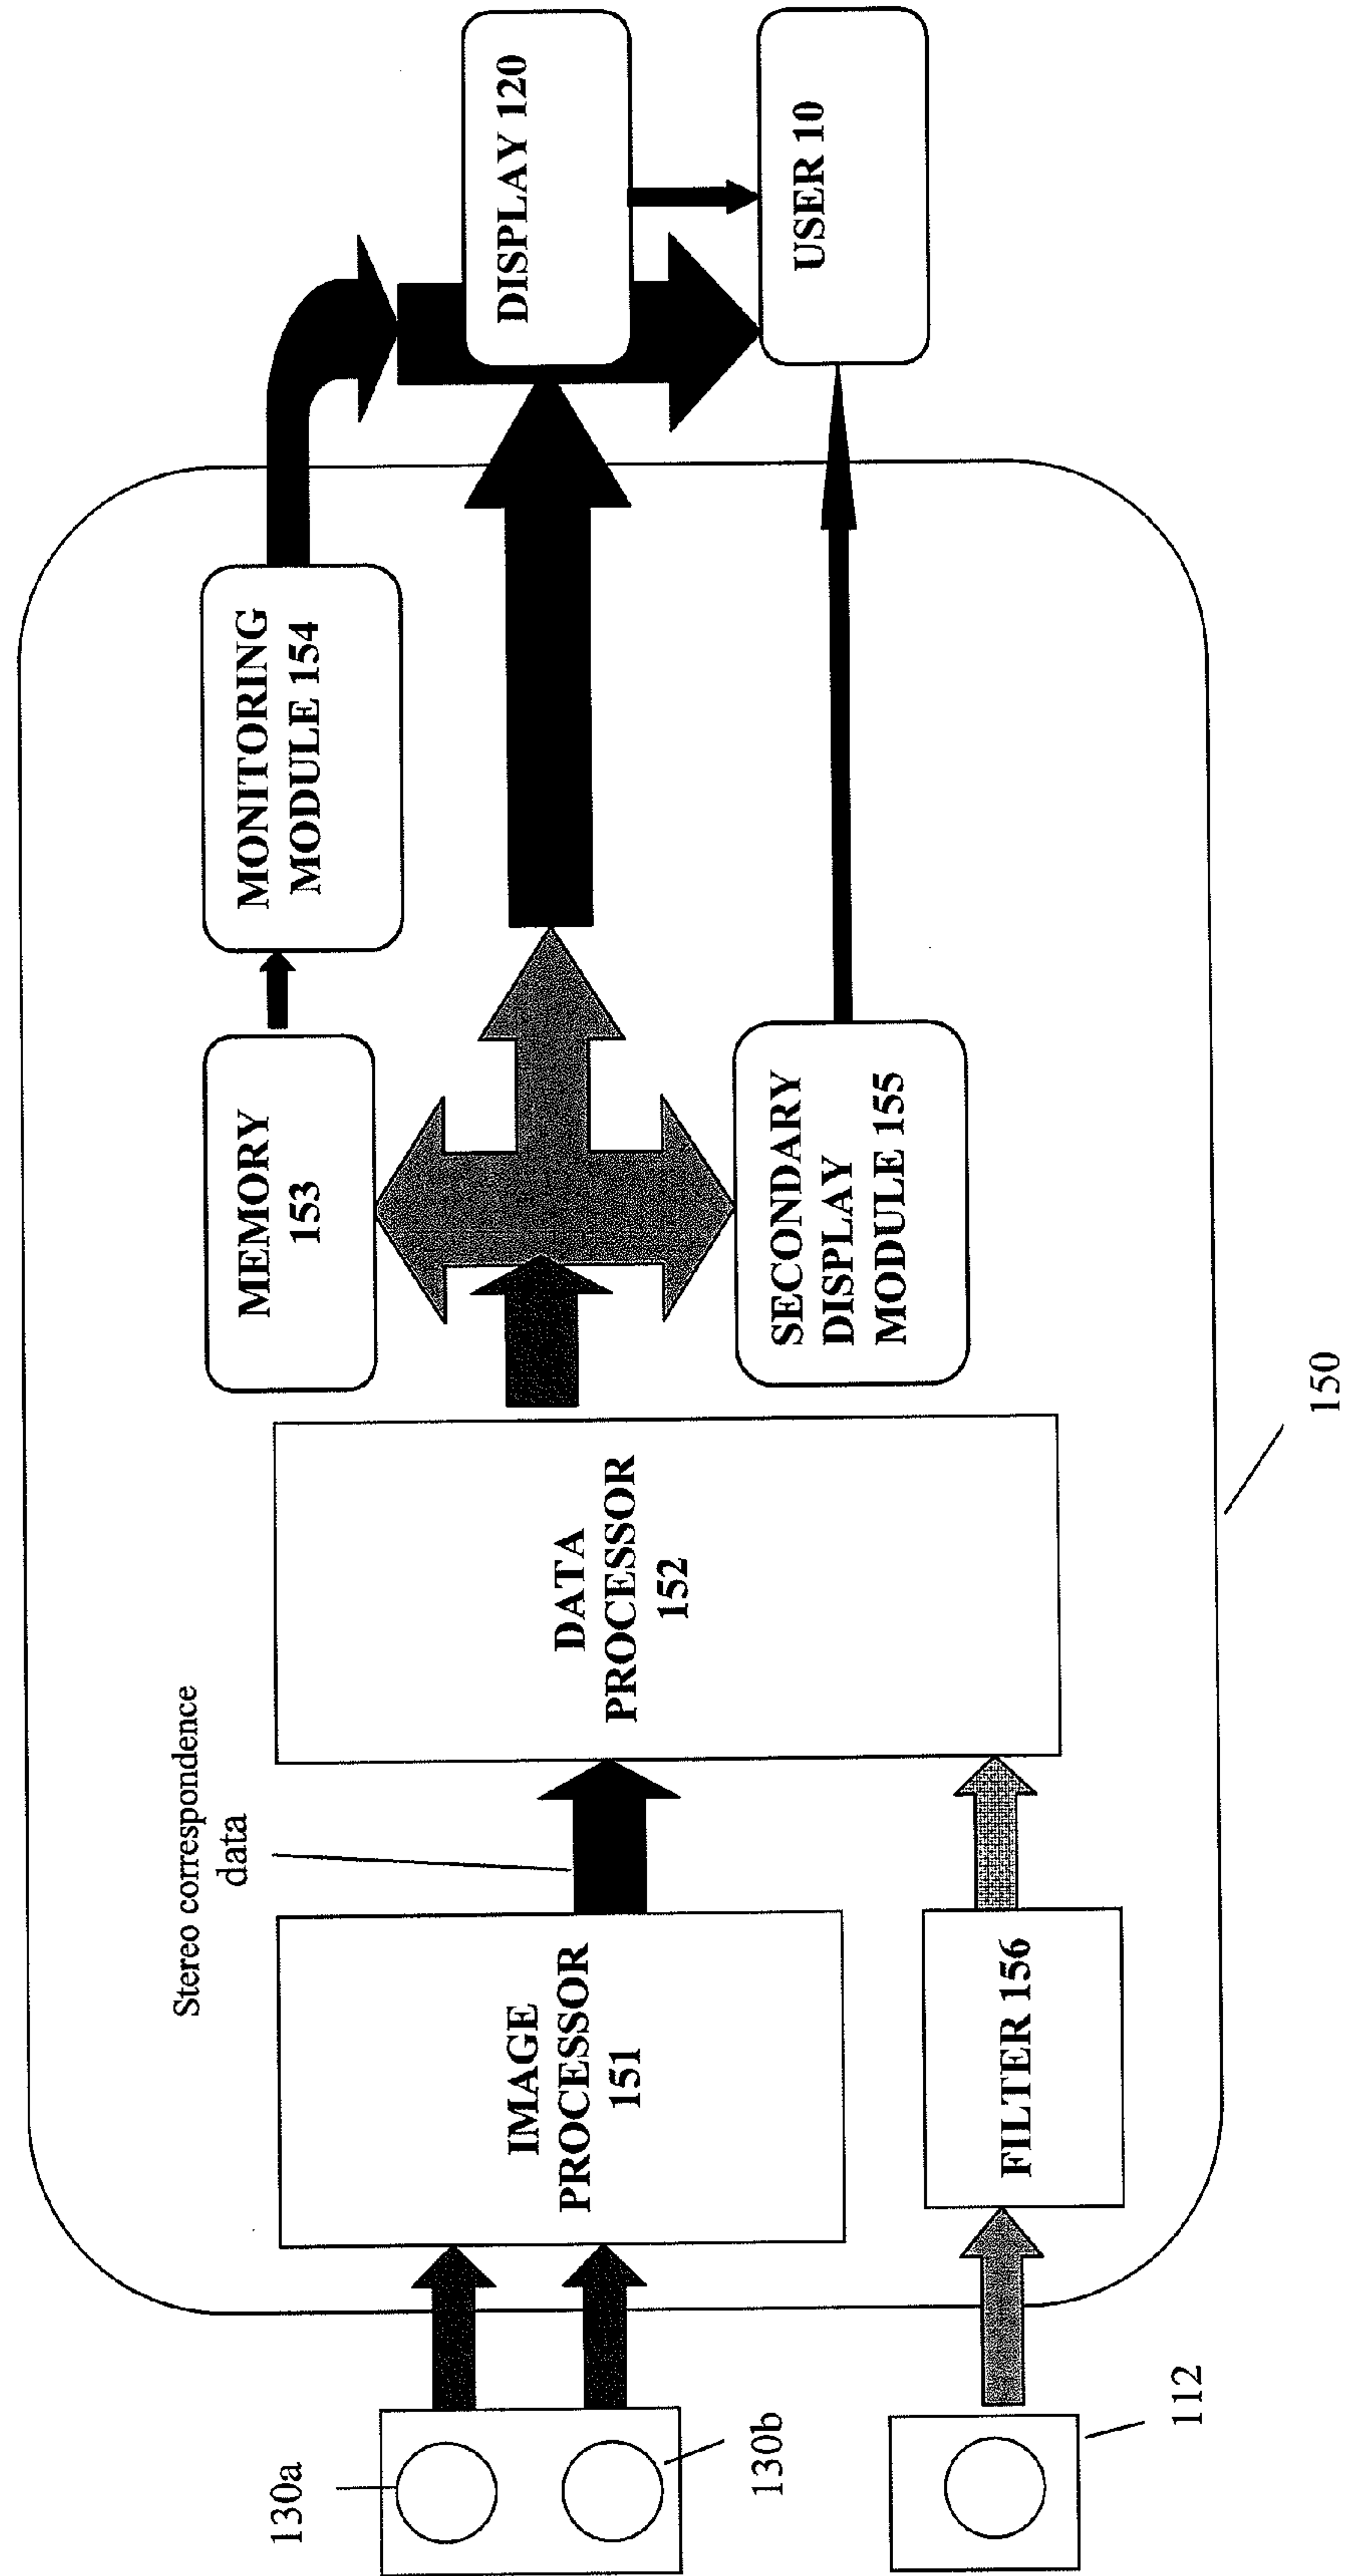 130a
130b
112
Stereo correspondence
data
IMAGE
PROCESSOR
151
FILTER 156
DATA
PROCESSOR
152
MEMORY
153
SECONDARY
DISPLAY
MODULE 155
MONITORING
MODULE 154
DISPLAY 120
USER 10
150